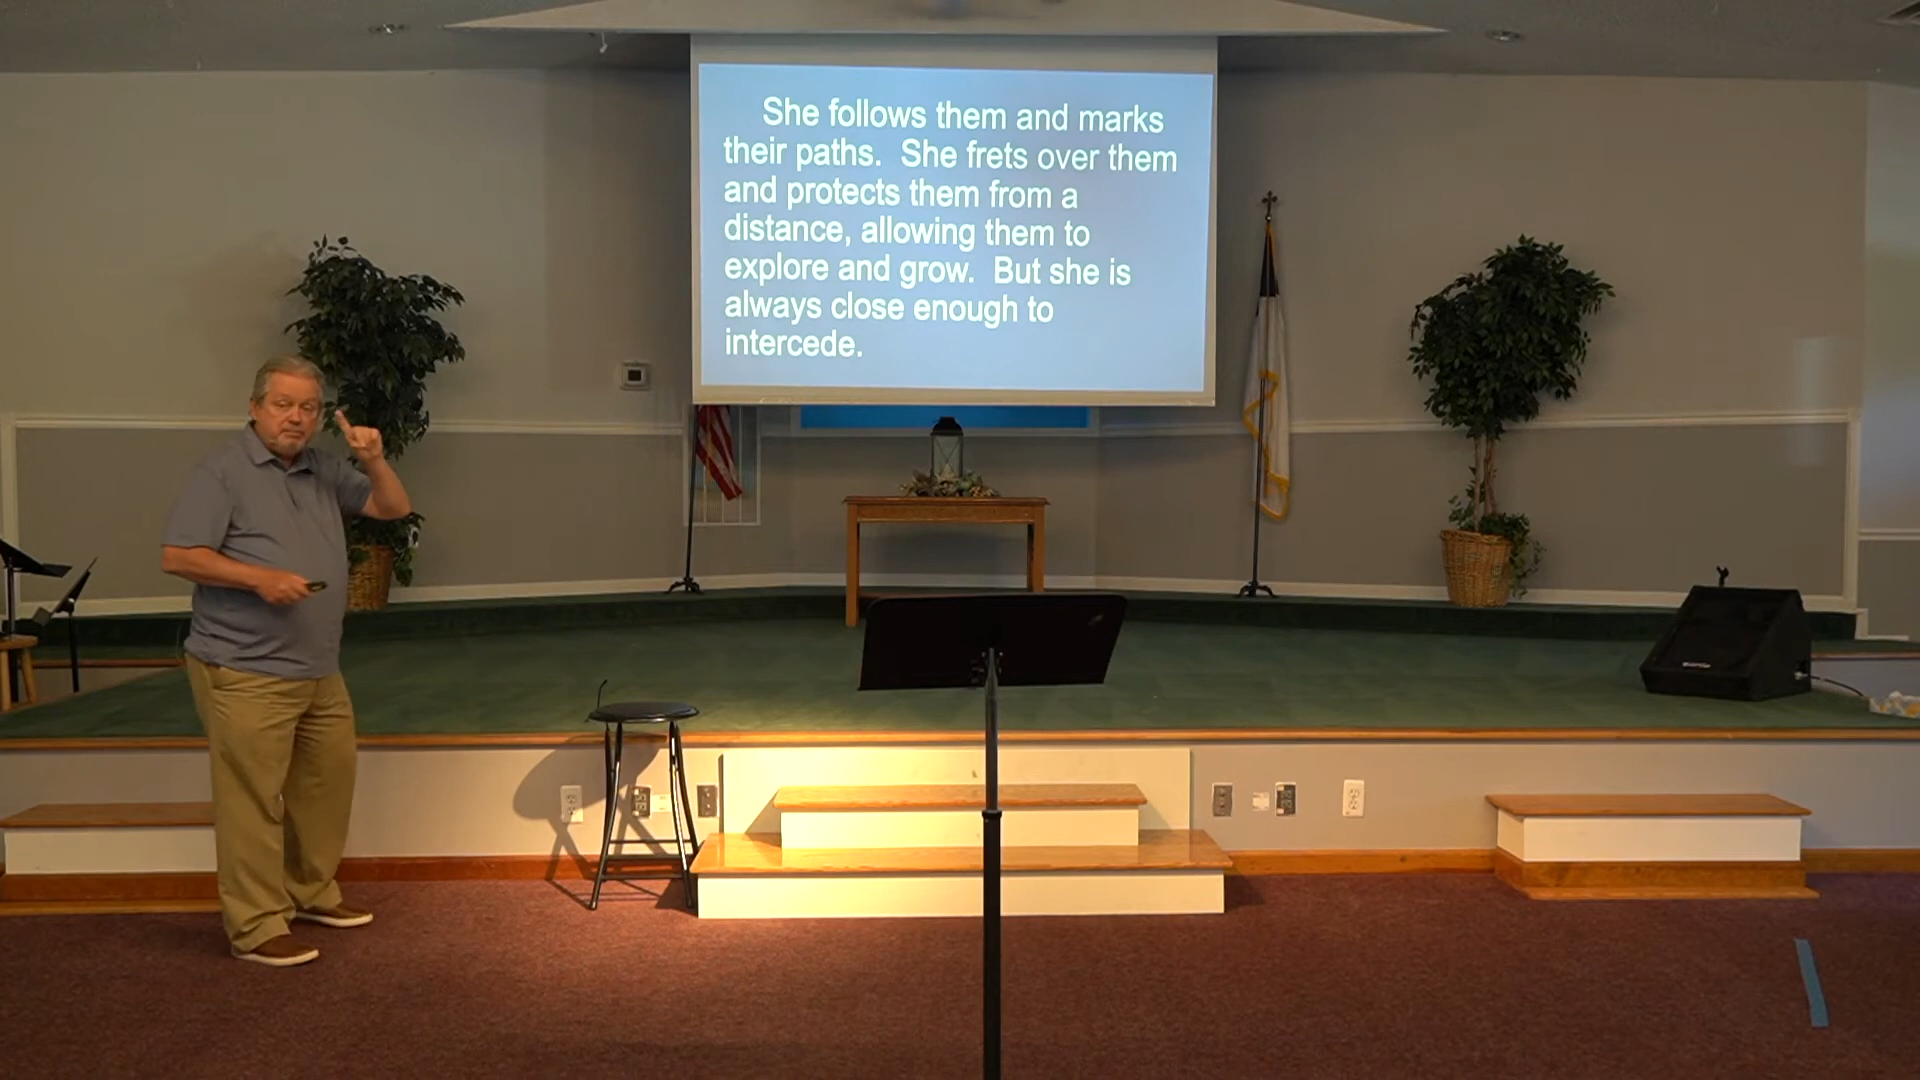 She follows them and marks
their paths.  She frets over them
and protects them from a
distance, allowing them to
explore and grow.  But she is
always close enough to
intercede.